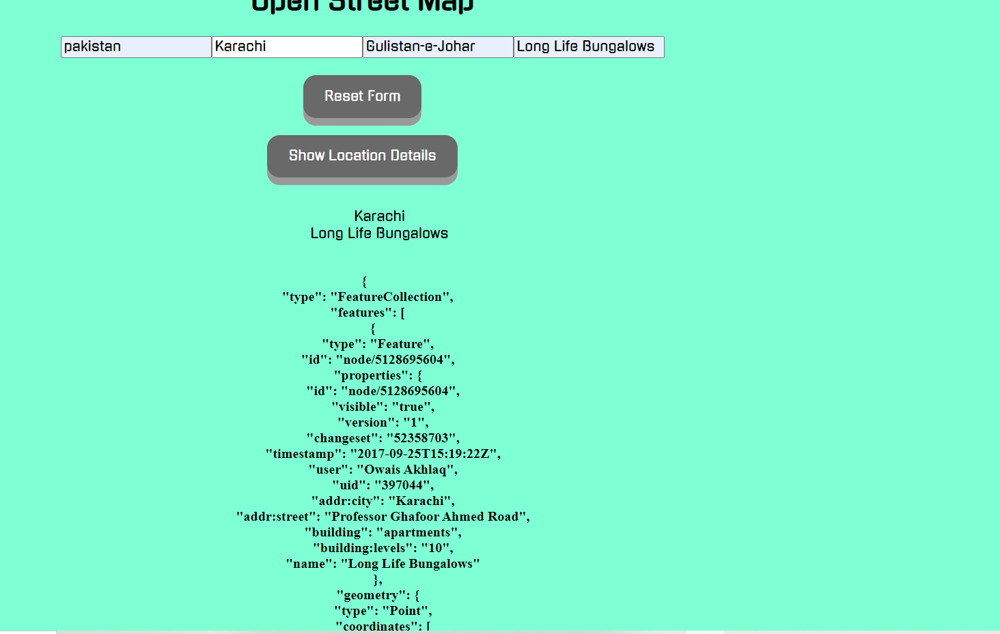 Open Street Map
pakistan Karachi Gulistan-e-Johar Long Life Bungalows
Reset Form
Show Location Details
Karachi
Long Life Bungalows
{
"type": "FeatureCollection",
"features": [
{
"type": "Feature",
"id": "node/5128695604",
"properties": {
"id": "node/5128695604",
"visible": "true",
"version": "1",
"changeset": "52358703",
"timestamp": "2017-09-25T15:19:22Z",
"user": "Owais Akhlaq",
"uid": "397044",
"addr:city": "Karachi",
"addr:street": "Professor Ghafoor Ahmed Road",
"building": "apartments",
"building:levels": "10",
"name": "Long Life Bungalows"
},
"geometry": {
"type": "Point",
"coordinates": [